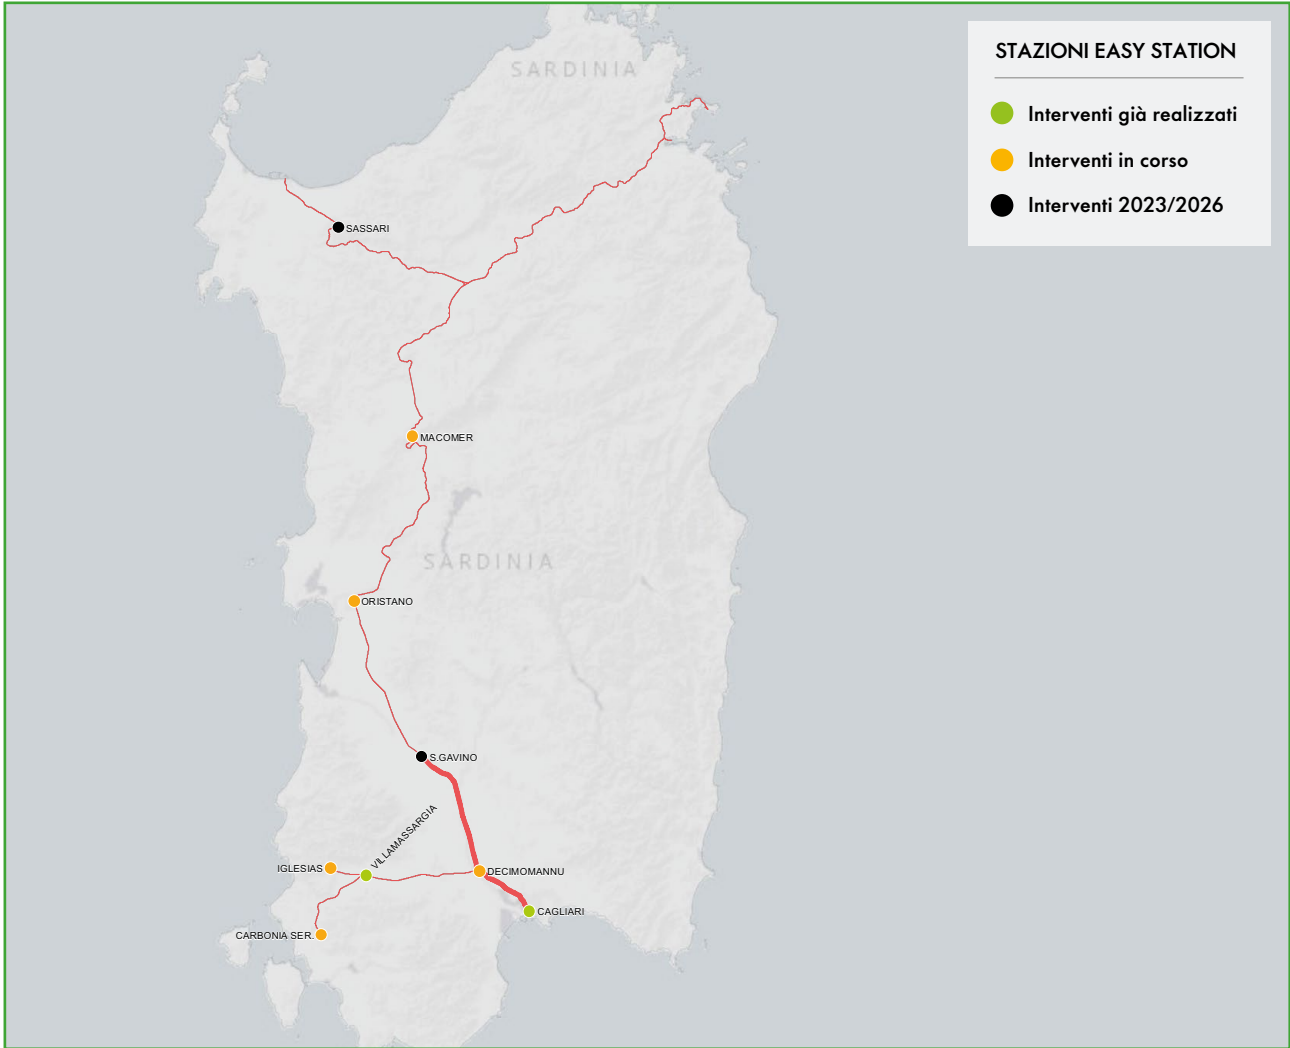 SARDINIA
STAZIONI EASY STATION
Interventi già realizzati
Interventi in corso
Interventi 2023/2026
SASSARI
MACOMER
SARDINIA
ORISTANO
S.GAVINO
VILLAMASSARGIA
IGLESIAS
DECIMOMANNU
CAGLIARI
CARBONIA SER.